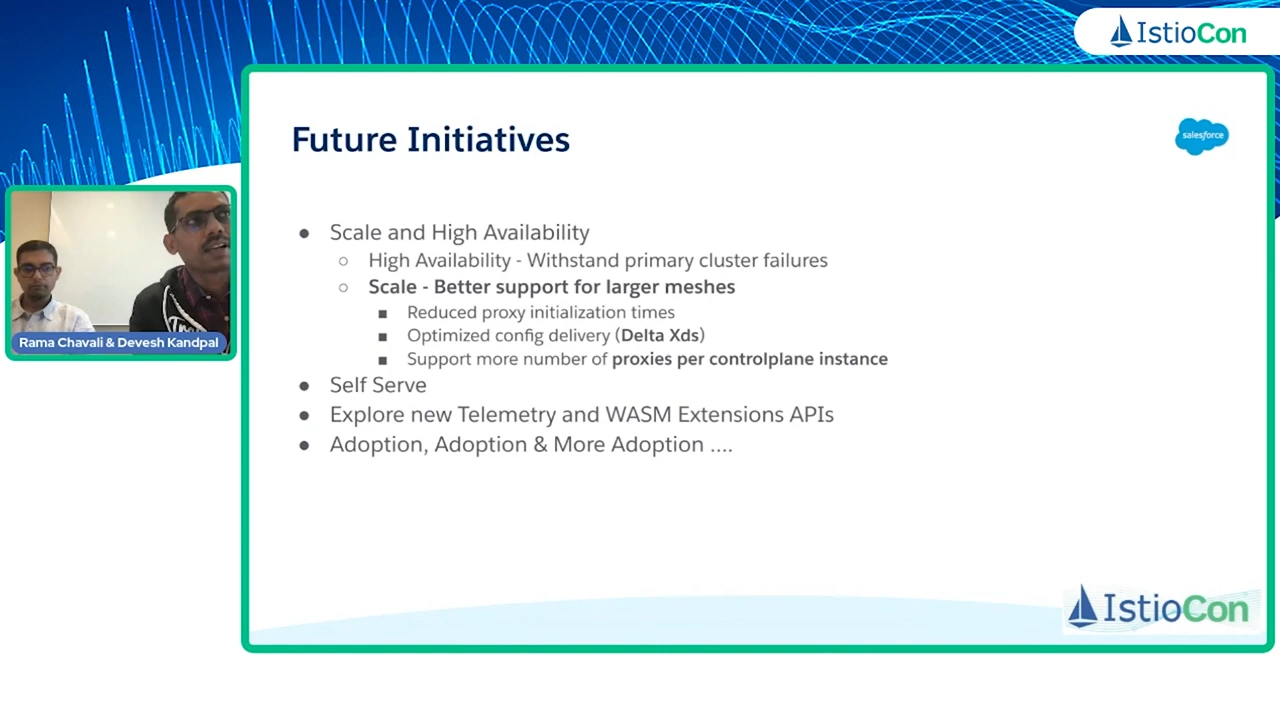 IstioCon
Future Initiatives
salesforce
● Scale and High Availability
○ High Availability - Withstand primary cluster failures
○ Scale - Better support for larger meshes
■ Reduced proxy initialization times
■ Optimized config delivery (Delta Xds)
■ Support more number of proxies per controlplane instance
● Self Serve
● Explore new Telemetry and WASM Extensions APIs
● Adoption, Adoption & More Adoption ....
Rama Chavali & Devesh Kandpal
IstioCon